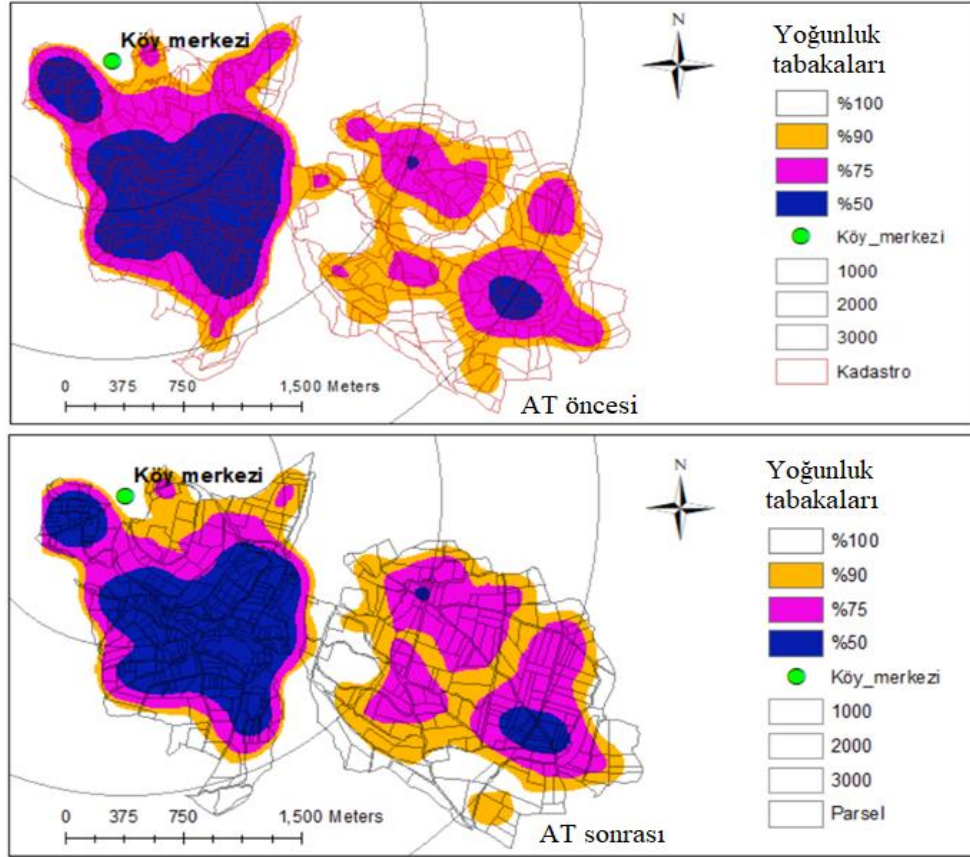 Köy merkezi
N
Yoğunluk
tabakaları
%100
%90
%75
%50
Köy_merkezi
1000
2000
3000
Kadastro
0 375 750 1,500 Meters
AT öncesi
Köy merkezi
N
Yoğunluk
tabakaları
%100
%90
%75
%50
Köy_merkezi
1000
2000
3000
Parsel
0 375 750 1,500 Meters
AT sonrası